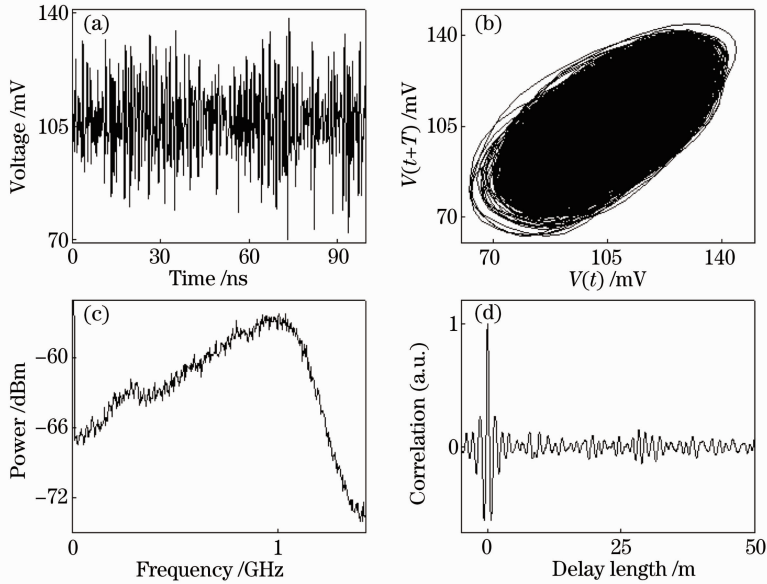 (a)
140
105
70
0
30
60
90
Voltage /mV
Time /ns
(b)
140
105
70
70
105
140
V(t+T) /mV
V(t) /mV
(c)
−60
−66
−72
0
1
Power /dBm
Frequency /GHz
(d)
1
0
0
25
50
Correlation (a.u.)
Delay length /m